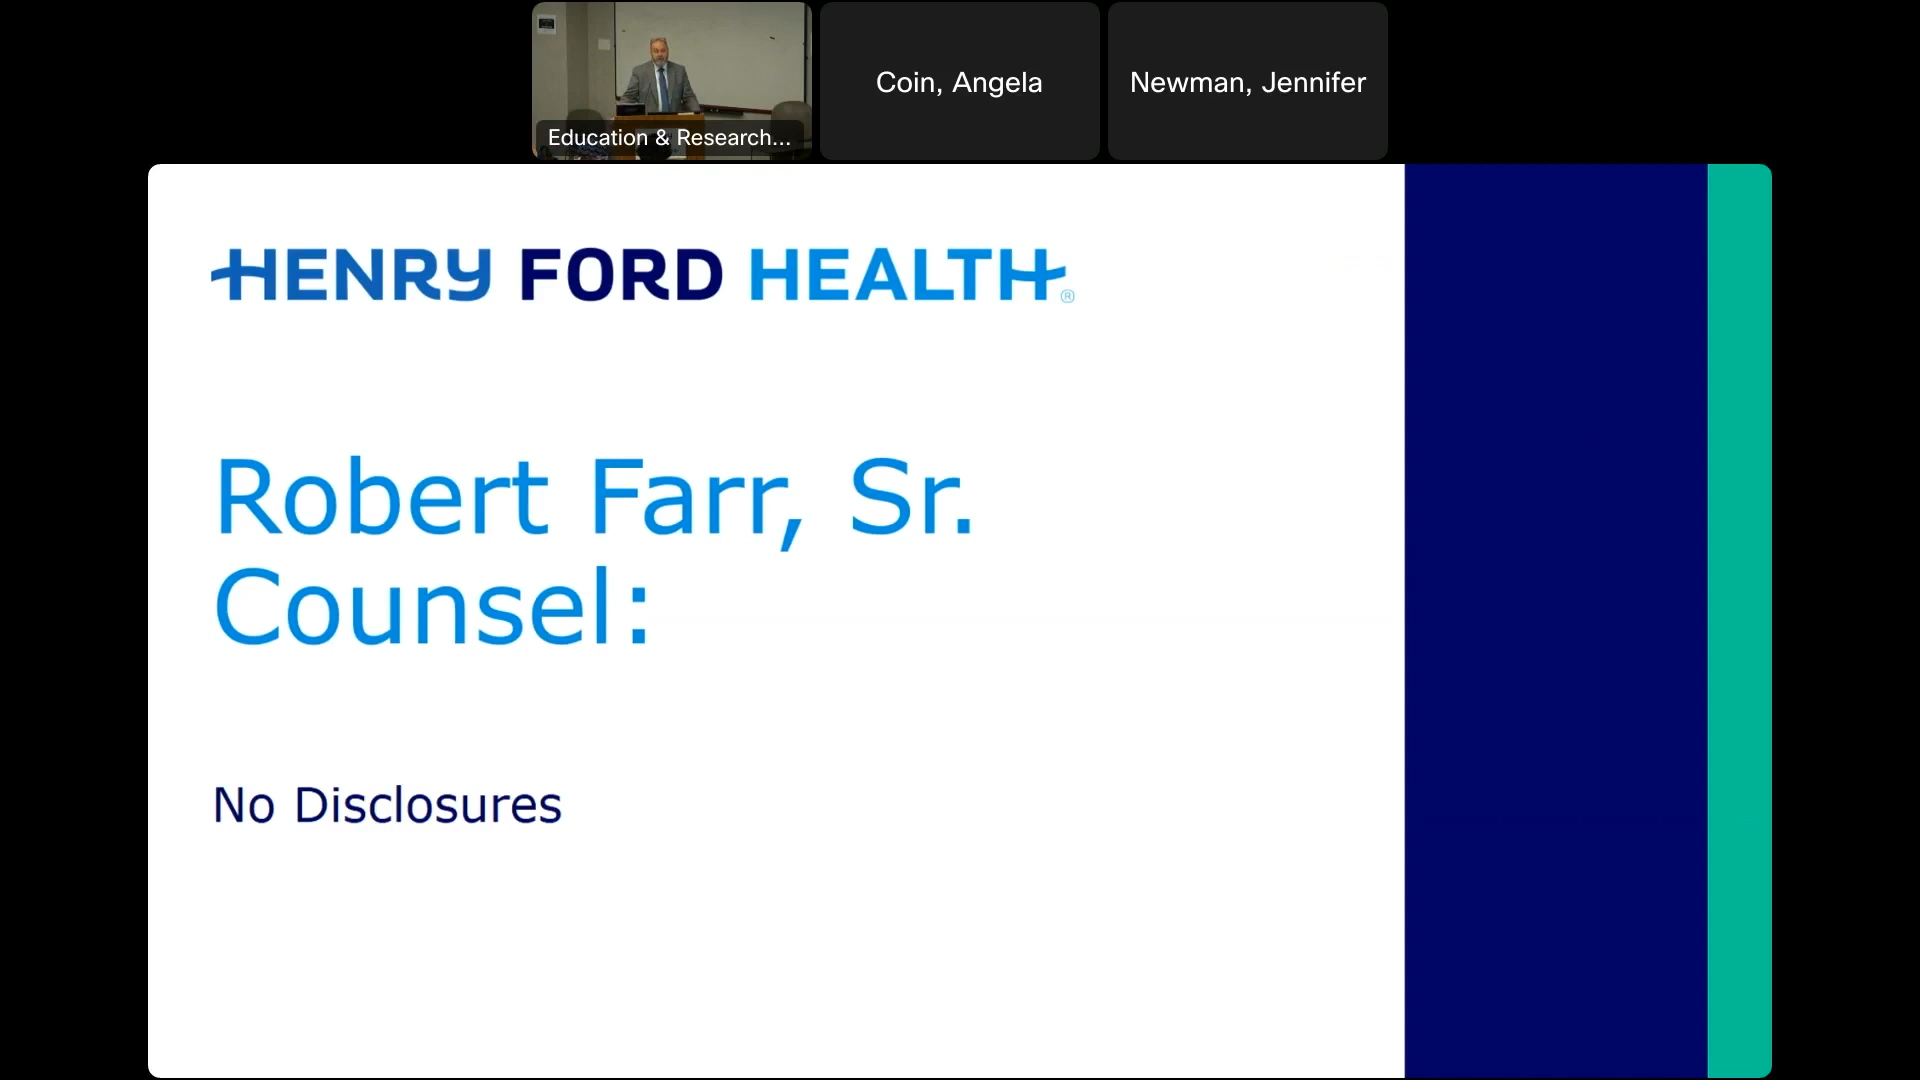 Education & Research...
Coin, Angela
Newman, Jennifer
HENRY FORD HEALTH®
Robert Farr, Sr.
Counsel:
No Disclosures